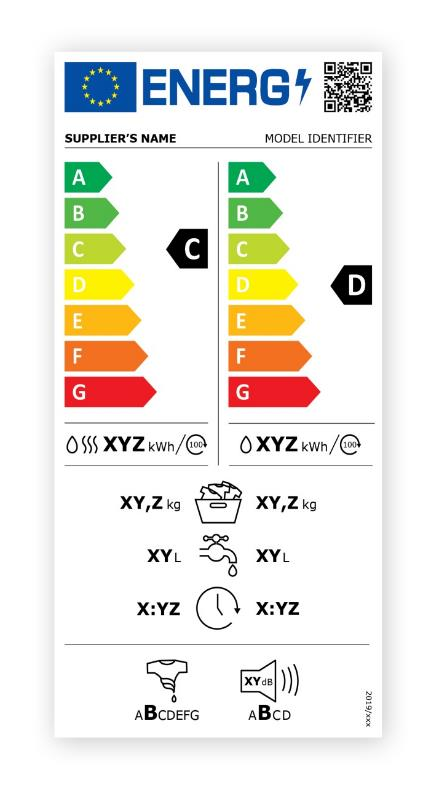 ENERG
SUPPLIER'S NAME MODEL IDENTIFIER
A A
B B
C C C
D D D
E E
F F
G G
XYZ kWh/100 XYZ kWh/100
XY,Z kg XY,Z kg
XY L XY L
X:YZ X:YZ
XY dB
ABCDEFG ABCD
2019/xxx